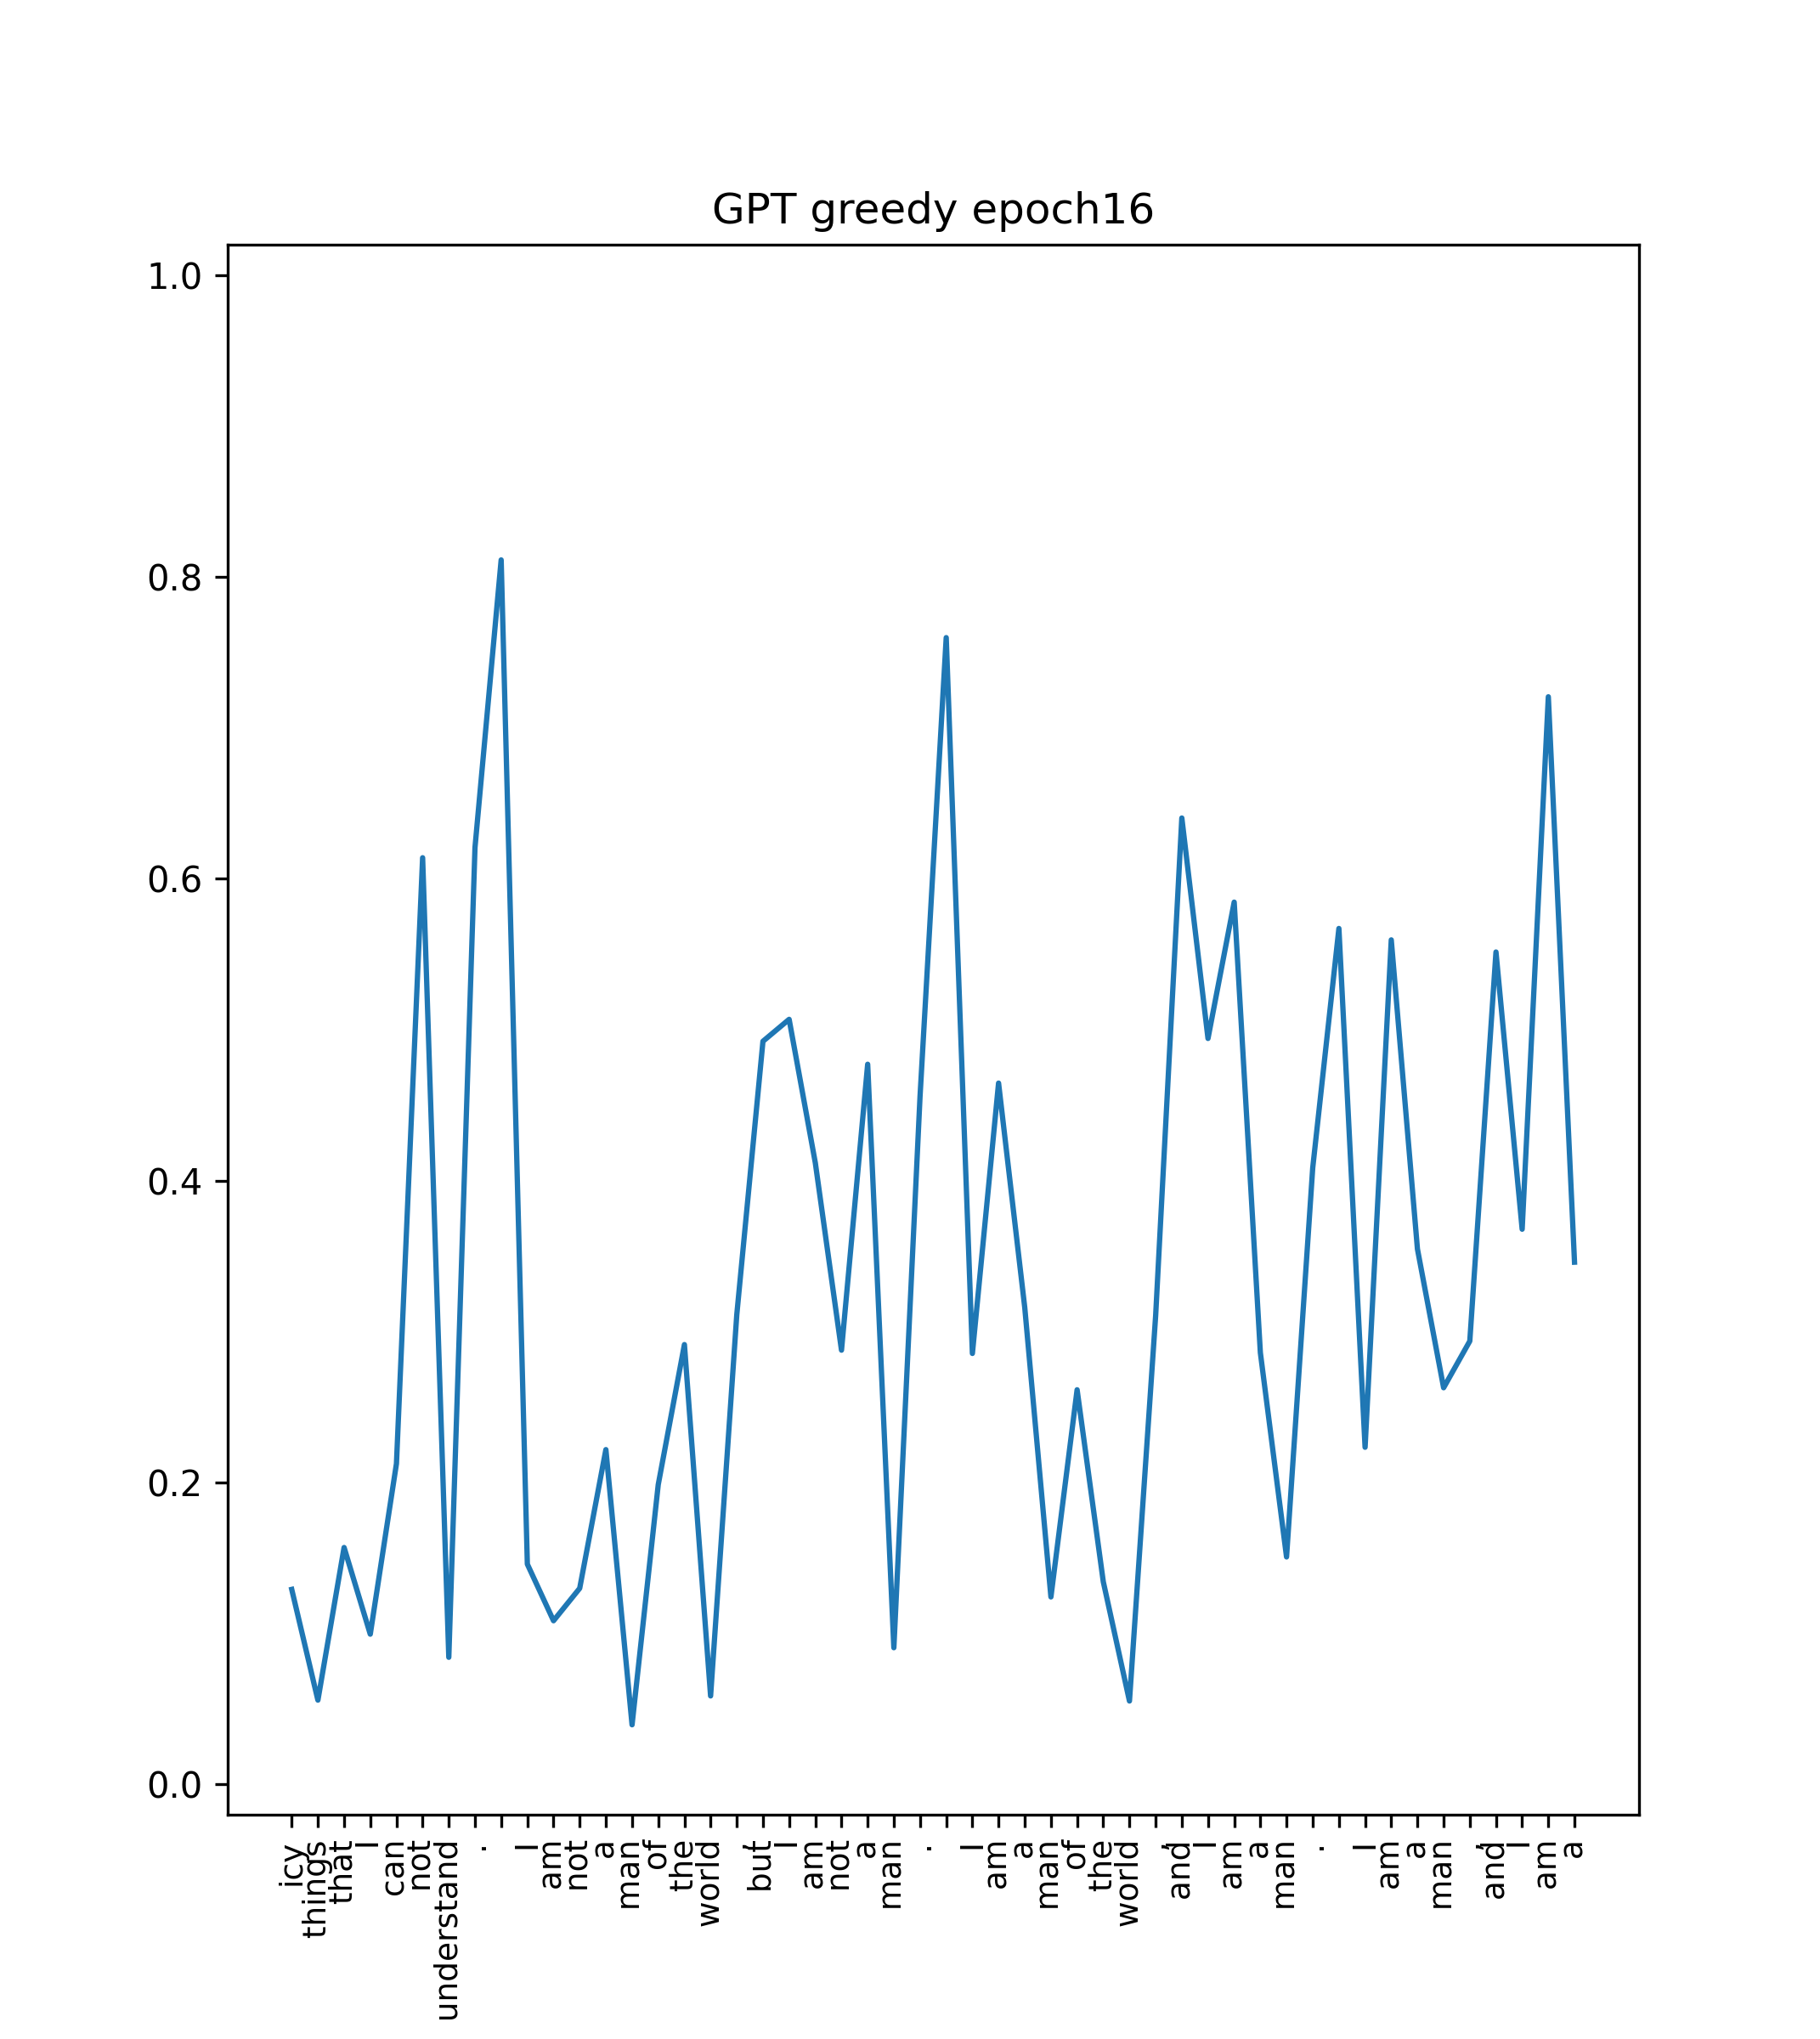 GPT greedy epoch16
1.0
0.8
0.6
0.4
0.2
0.0
icy
things
that
I
can
not
understand
.
I
am
not
a
man
of
the
world
,
but
I
am
not
a
man
.
I
am
a
man
of
the
world
,
and
I
am
a
man
.
I
am
a
man
,
and
I
am
a